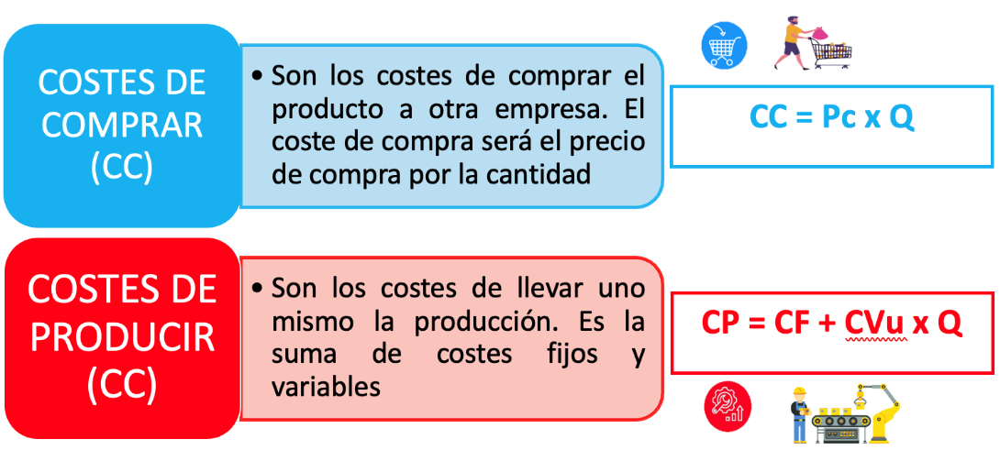 COSTES DE
COMPRAR
(CC)
• Son los costes de comprar el
producto a otra empresa. El
coste de compra será el precio
de compra por la cantidad
CC = Pc x Q
COSTES DE
PRODUCIR
(CC)
• Son los costes de llevar uno
mismo la producción. Es la
suma de costes fijos y
variables
CP = CF + CVu x Q